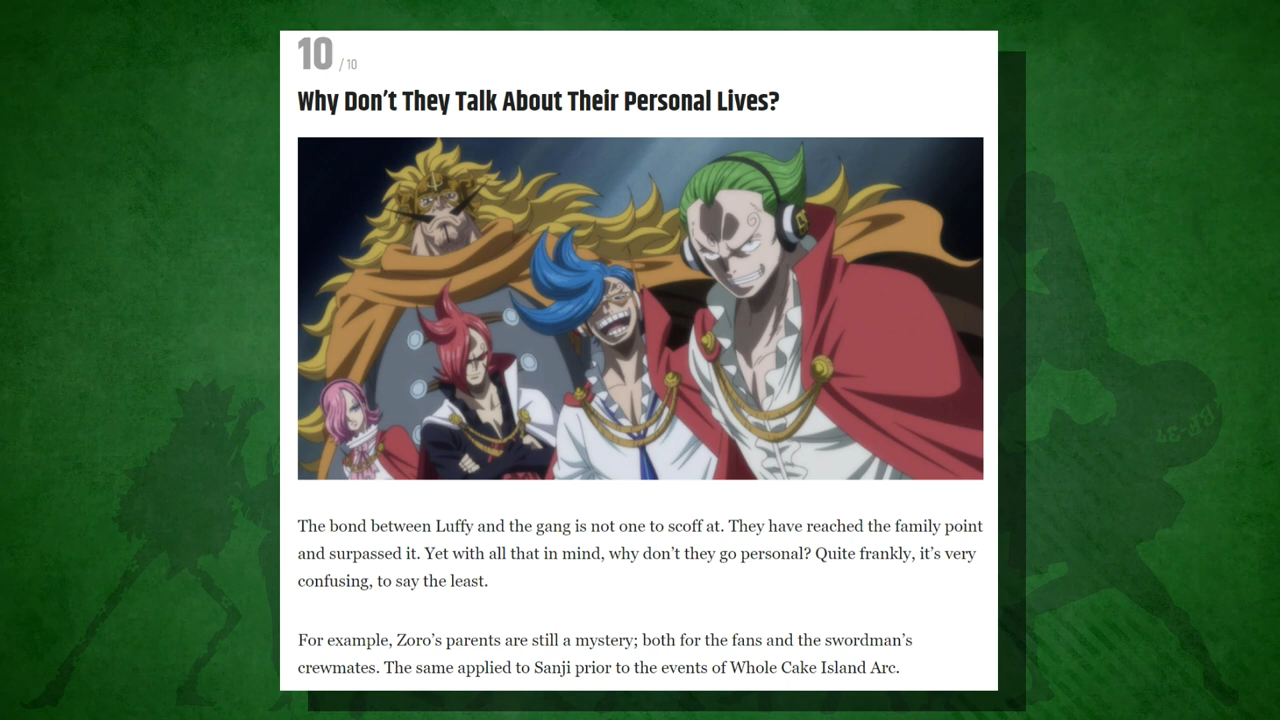 10 / 10
Why Don’t They Talk About Their Personal Lives?
The bond between Luffy and the gang is not one to scoff at. They have reached the family point
and surpassed it. Yet with all that in mind, why don’t they go personal? Quite frankly, it’s very
confusing, to say the least.
For example, Zoro’s parents are still a mystery; both for the fans and the swordman’s
crewmates. The same applied to Sanji prior to the events of Whole Cake Island Arc.